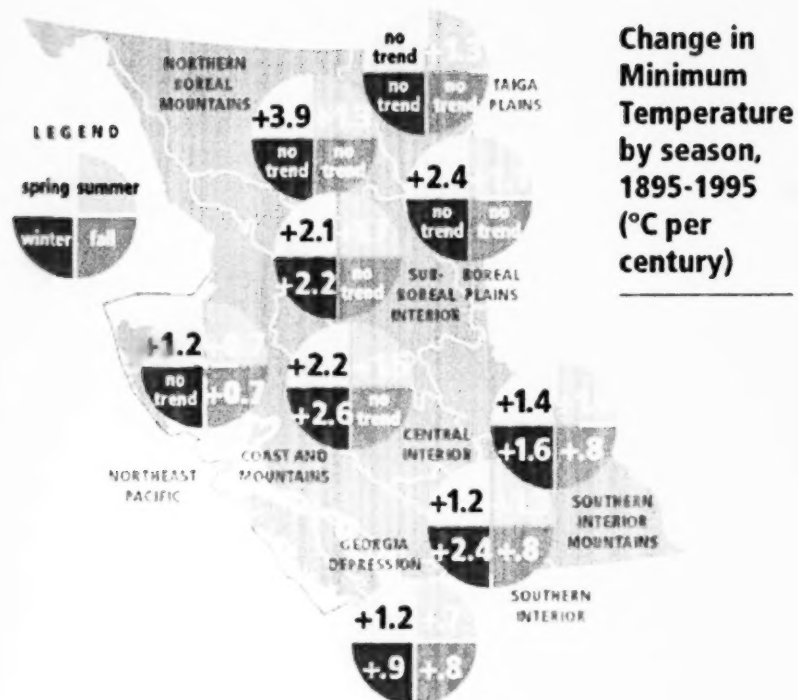 Change in
Minimum
Temperature
by season,
1895-1995
(°C per
century)
LEGEND
spring summer
winter fall
NORTHERN
BOREAL
MOUNTAINS
+3.9
no trend
no trend
no trend
+1.3
no trend
no trend
TAIGA
PLAINS
+2.4
no trend
no trend
BOREAL
PLAINS
+2.1
+2.2
no trend
SUB-
BOREAL
INTERIOR
+1.2
no trend
+0.7
NORTHEAST
PACIFIC
COAST AND
MOUNTAINS
+2.2
+2.6
no trend
CENTRAL
INTERIOR
+1.4
+1.6
+.8
SOUTHERN
INTERIOR
MOUNTAINS
+1.2
+2.4
+.8
SOUTHERN
INTERIOR
GEORGIA
DEPRESSION
+1.2
+.7
+.9
+.8